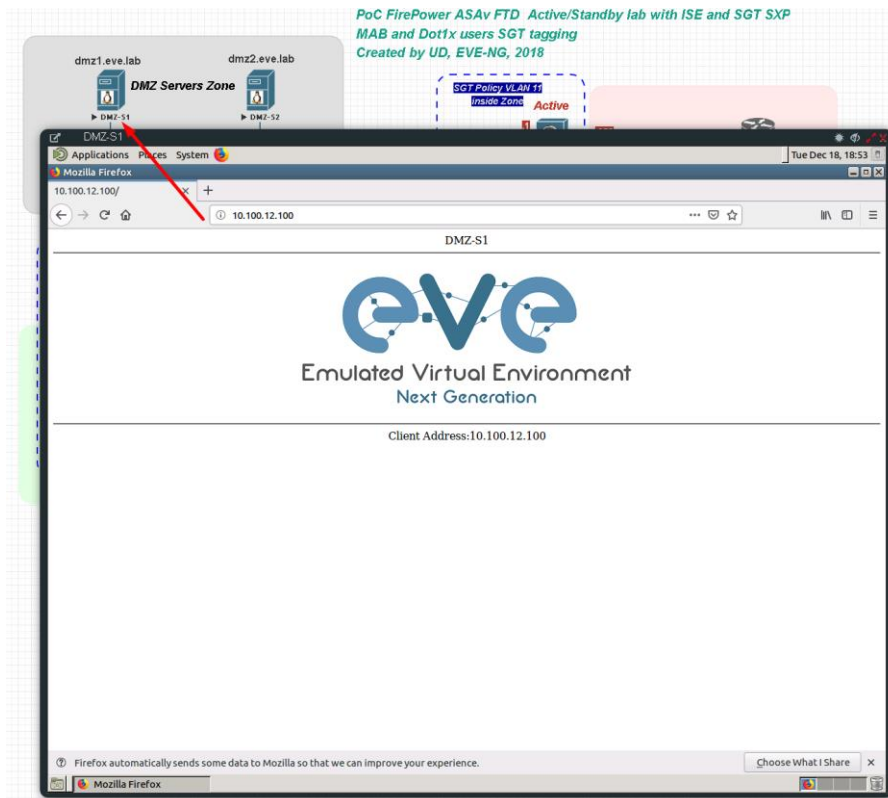 PoC FirePower ASAv FTD Active/Standby lab with ISE and SGT SXP
MAB and Dot1x users SGT tagging
Created by UD, EVE-NG, 2018
dmz1.eve.lab
dmz2.eve.lab
DMZ Servers Zone
DMZ-S1
DMZ-S2
SGT Policy VLAN 11
inside Zone
Active
DMZ-S1
Applications Places System
Tue Dec 18, 18:53
Mozilla Firefox
10.100.12.100/
10.100.12.100
DMZ-S1
eve
Emulated Virtual Environment
Next Generation
Client Address:10.100.12.100
Firefox automatically sends some data to Mozilla so that we can improve your experience.
Choose What I Share
Mozilla Firefox